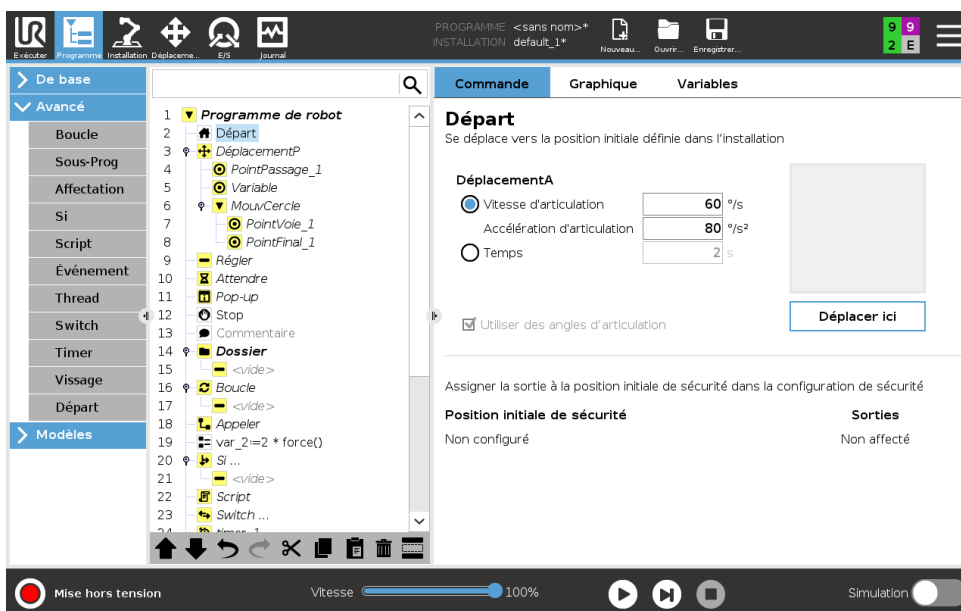 UR
PROGRAMME <sans nom>*
INSTALLATION default_1*
Exécuter
Programme
Installation
Déplaceme...
E/S
Journal
Nouveau...
Ouvrir...
Enregistrer...
9 9
2 E
De base
Avancé
Boucle
Sous-Prog
Affectation
Si
Script
Événement
Thread
Switch
Timer
Vissage
Départ
Modèles
1 Programme de robot
2 Départ
3 DéplacementP
4 PointPassage_1
5 Variable
6 MouvCercle
7 PointVoie_1
8 PointFinal_1
9 Régler
10 Attendre
11 Pop-up
12 Stop
13 Commentaire
14 Dossier
15 <vide>
16 Boucle
17 <vide>
18 Appeler
19 var_2:=2 * force()
20 Si ...
21 <vide>
22 Script
23 Switch ...
24 timer_1
Commande
Graphique
Variables
Départ
Se déplace vers la position initiale définie dans l'installation
DéplacementA
Vitesse d'articulation 60 °/s
Accélération d'articulation 80 °/s²
Temps 2 s
Déplacer ici
Utiliser des angles d'articulation
Assigner la sortie à la position initiale de sécurité dans la configuration de sécurité
Position initiale de sécurité Sorties
Non configuré Non affecté
Mise hors tension
Vitesse 100%
Simulation